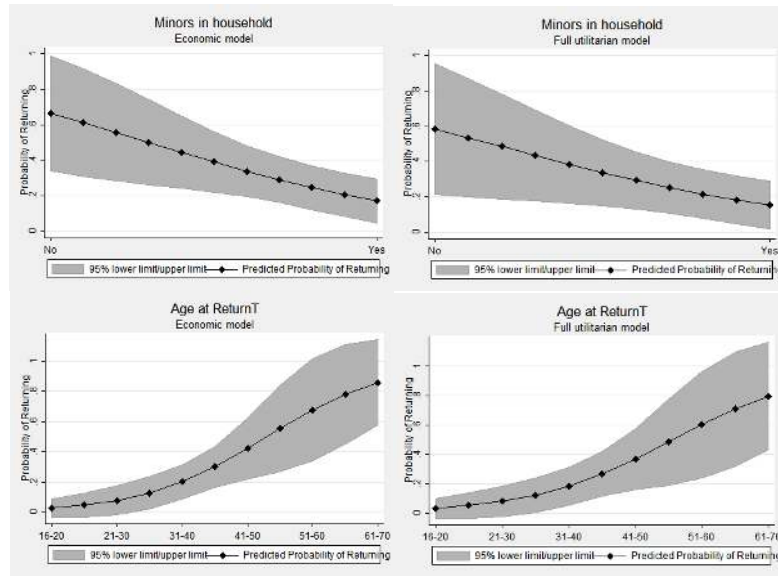 Minors in household
Economic model
Probability of Returning
1
.8
.6
.4
.2
0
No
Yes
95% lower limit/upper limit
Predicted Probability of Returning
Minors in household
Full utilitarian model
Probability of Returning
1
.8
.6
.4
.2
0
No
Yes
95% lower limit/upper limit
Predicted Probability of Returning
Age at ReturnT
Economic model
Probability of Returning
1
.8
.6
.4
.2
0
16-20
21-30
31-40
41-50
51-60
61-70
95% lower limit/upper limit
Predicted Probability of Returning
Age at ReturnT
Full utilitarian model
Probability of Returning
1
.8
.6
.4
.2
0
16-20
21-30
31-40
41-50
51-60
61-70
95% lower limit/upper limit
Predicted Probability of Returning